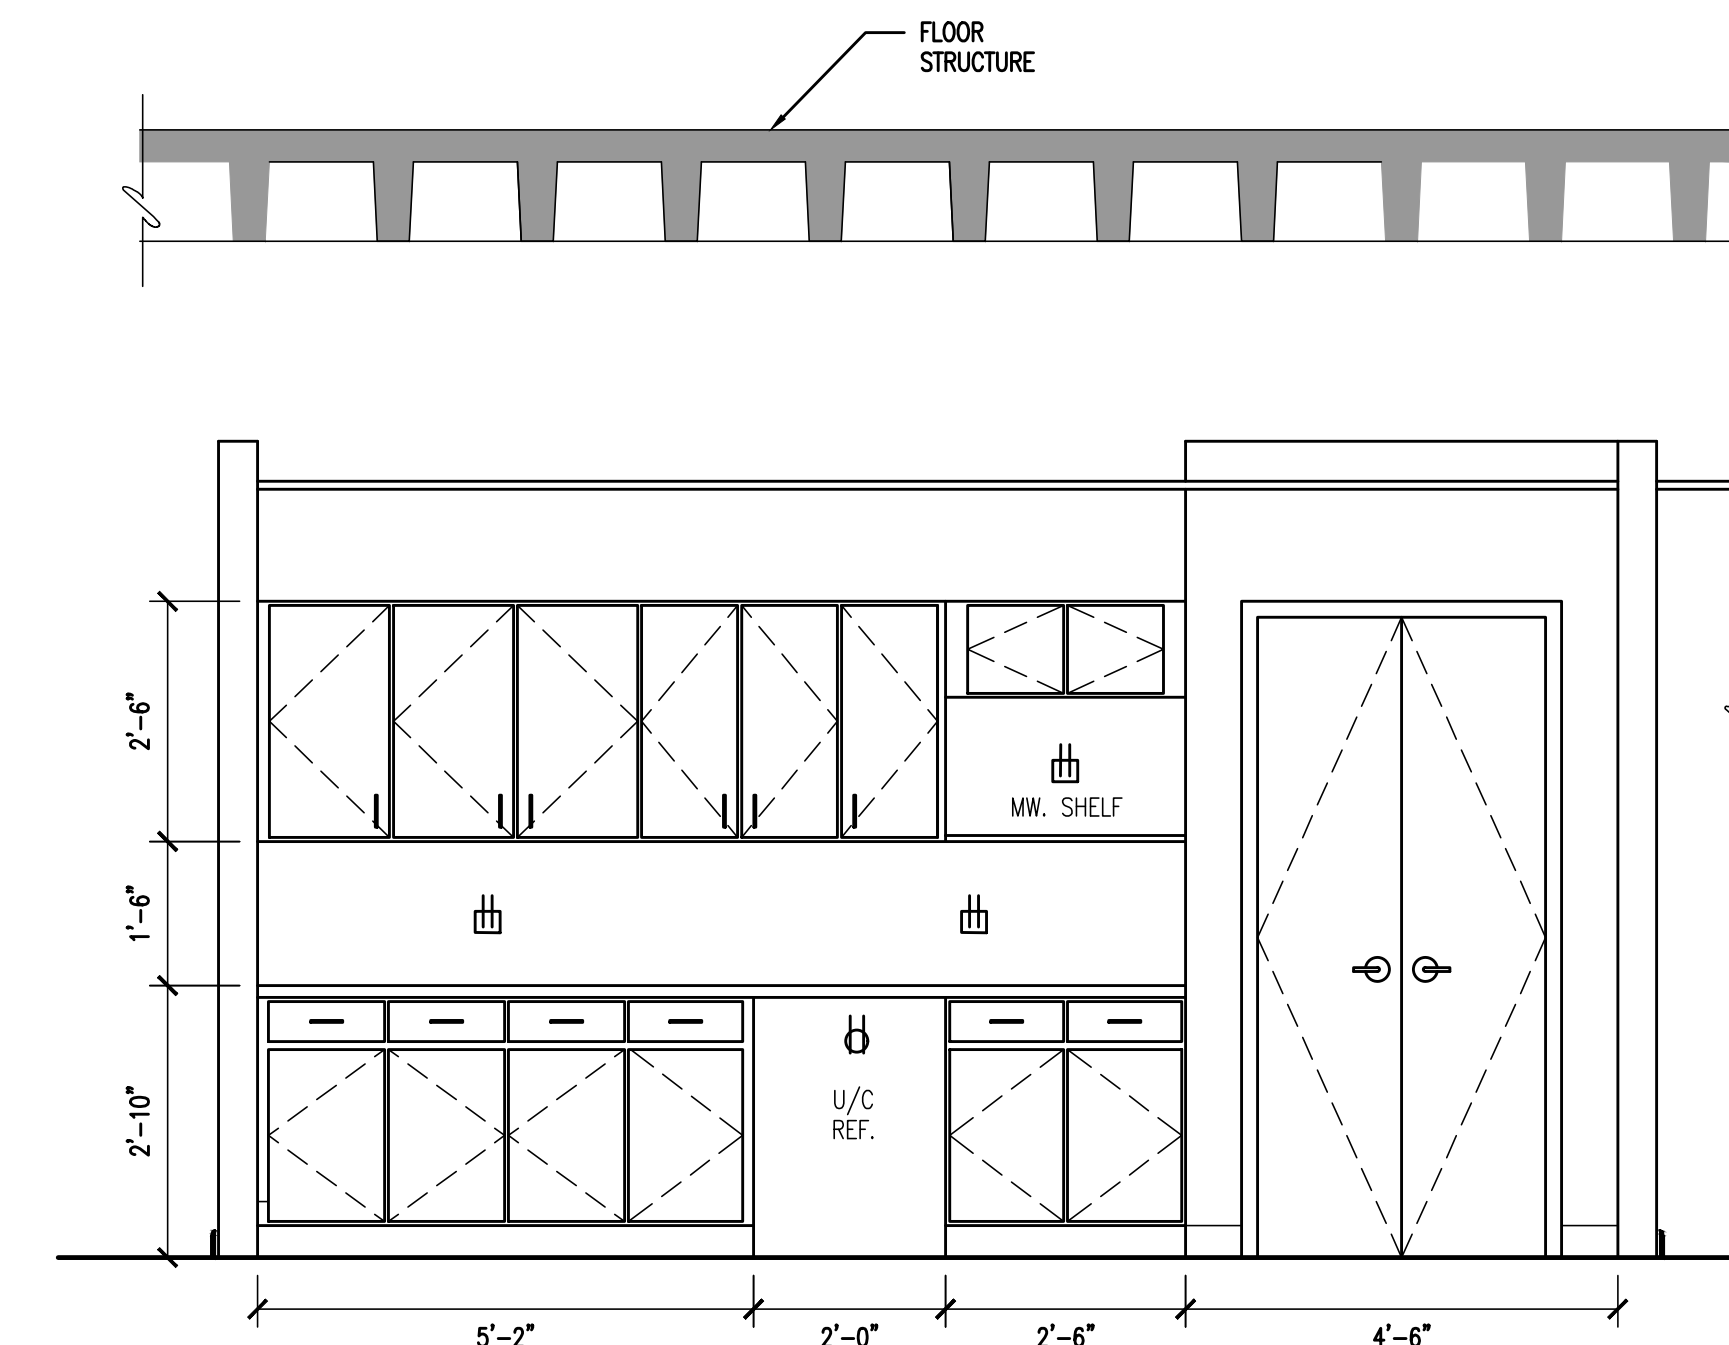 FLOOR
STRUCTURE
2'-6"
MW. SHELF
1'-6"
2'-10"
U/C
REF.
5'-2"
2'-0"
2'-6"
4'-6"